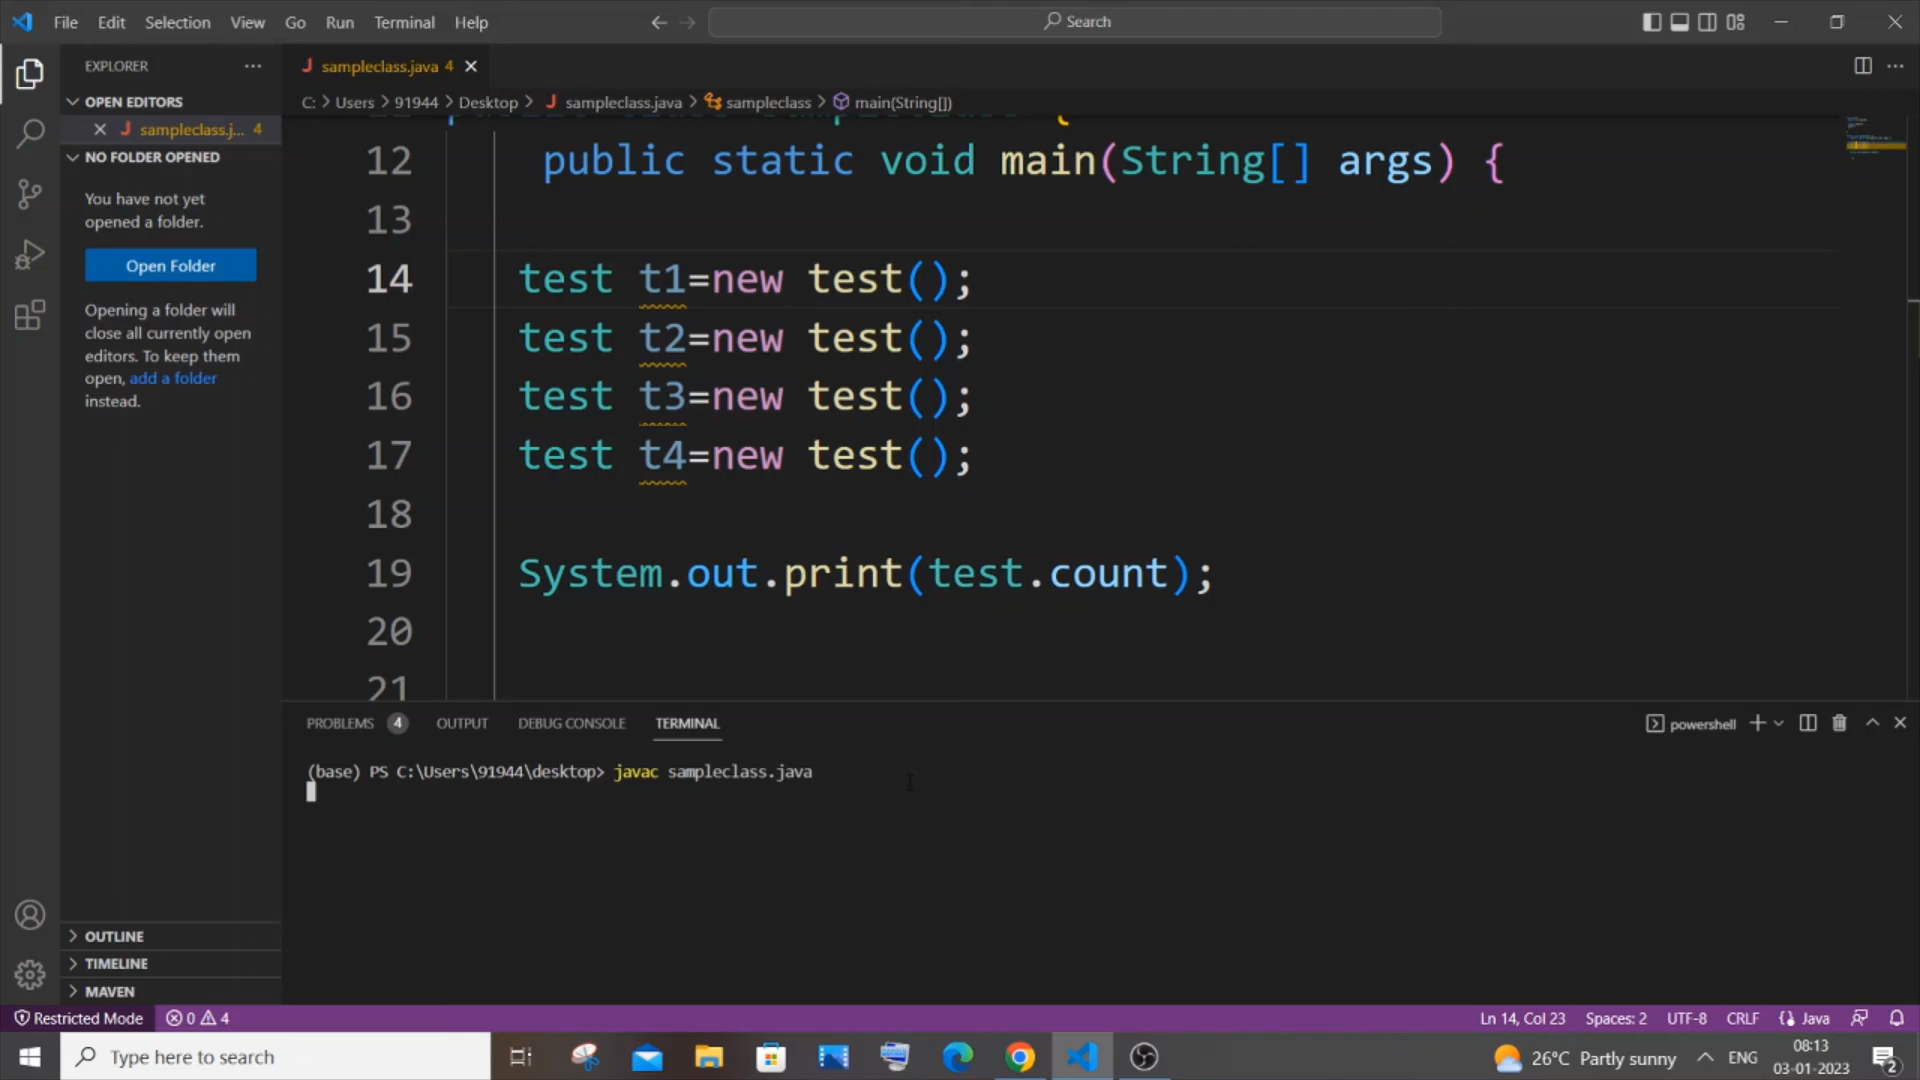 File Edit Selection View Go Run Terminal Help
Search
EXPLORER
OPEN EDITORS
sampleclass.j... 4
NO FOLDER OPENED
You have not yet
opened a folder.
Open Folder
Opening a folder will
close all currently open
editors. To keep them
open, add a folder
instead.
OUTLINE
TIMELINE
MAVEN
sampleclass.java 4
C: > Users > 91944 > Desktop > sampleclass.java > sampleclass > main(String[])
12 public static void main(String[] args) {
13
14 test t1=new test();
15 test t2=new test();
16 test t3=new test();
17 test t4=new test();
18
19 System.out.print(test.count);
20
21
PROBLEMS 4 OUTPUT DEBUG CONSOLE TERMINAL
powershell
(base) PS C:\Users\91944\desktop> javac sampleclass.java
Restricted Mode 0 4
Ln 14, Col 23 Spaces: 2 UTF-8 CRLF Java
Type here to search
26°C Partly sunny ENG
08:13
03-01-2023
2